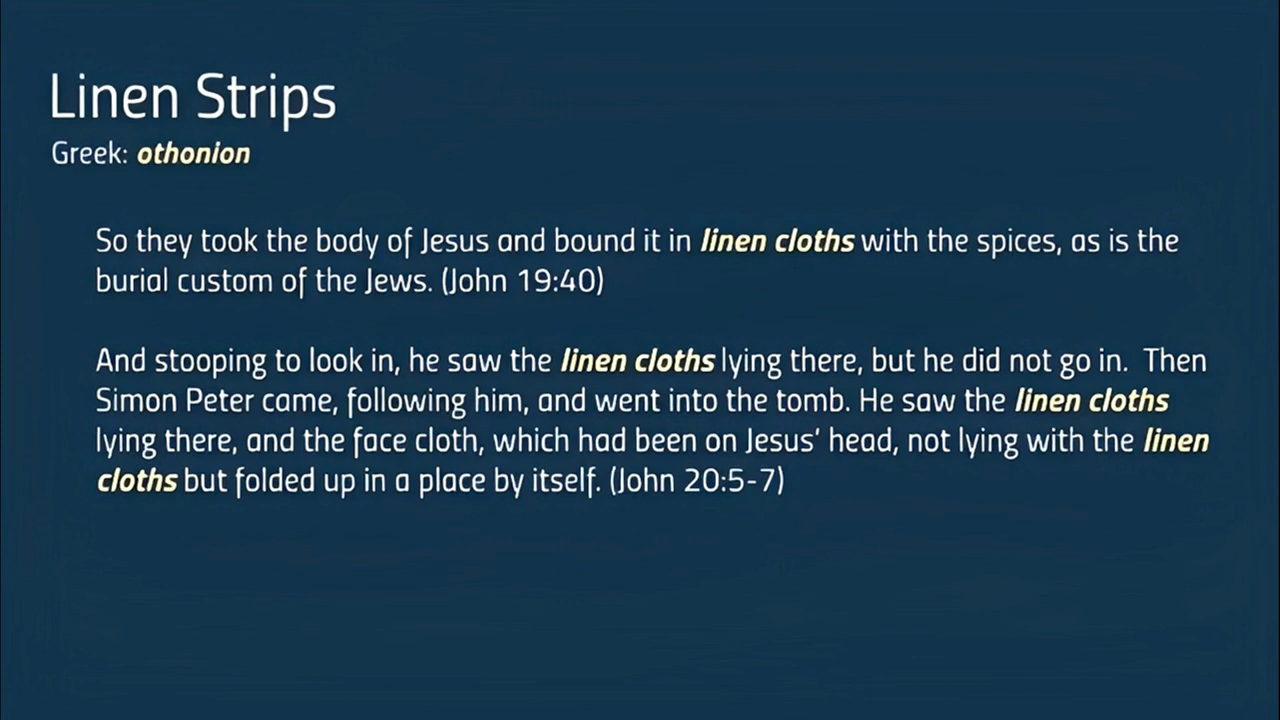 Linen Strips
Greek: othonion
So they took the body of Jesus and bound it in linen cloths with the spices, as is the
burial custom of the Jews. (John 19:40)
And stooping to look in, he saw the linen cloths lying there, but he did not go in.  Then
Simon Peter came, following him, and went into the tomb. He saw the linen cloths
lying there, and the face cloth, which had been on Jesus' head, not lying with the linen
cloths but folded up in a place by itself. (John 20:5-7)